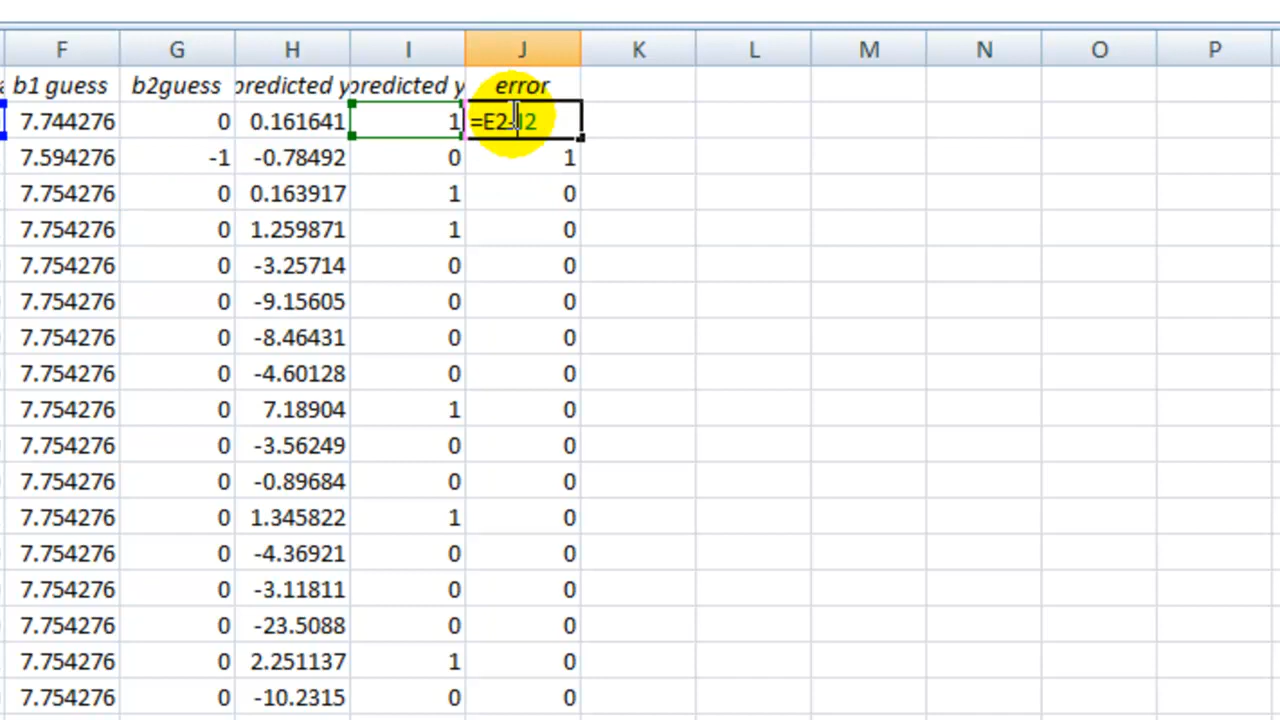 F G H I J K L M N O P
b1 guess b2guess predicted y predicted y error
7.744276 0 0.161641 1 =E2-I2
7.594276 -1 -0.78492 0 1
7.754276 0 0.163917 1 0
7.754276 0 1.259871 1 0
7.754276 0 -3.25714 0 0
7.754276 0 -9.15605 0 0
7.754276 0 -8.46431 0 0
7.754276 0 -4.60128 0 0
7.754276 0 7.18904 1 0
7.754276 0 -3.56249 0 0
7.754276 0 -0.89684 0 0
7.754276 0 1.345822 1 0
7.754276 0 -4.36921 0 0
7.754276 0 -3.11811 0 0
7.754276 0 -23.5088 0 0
7.754276 0 2.251137 1 0
7.754276 0 -10.2315 0 0